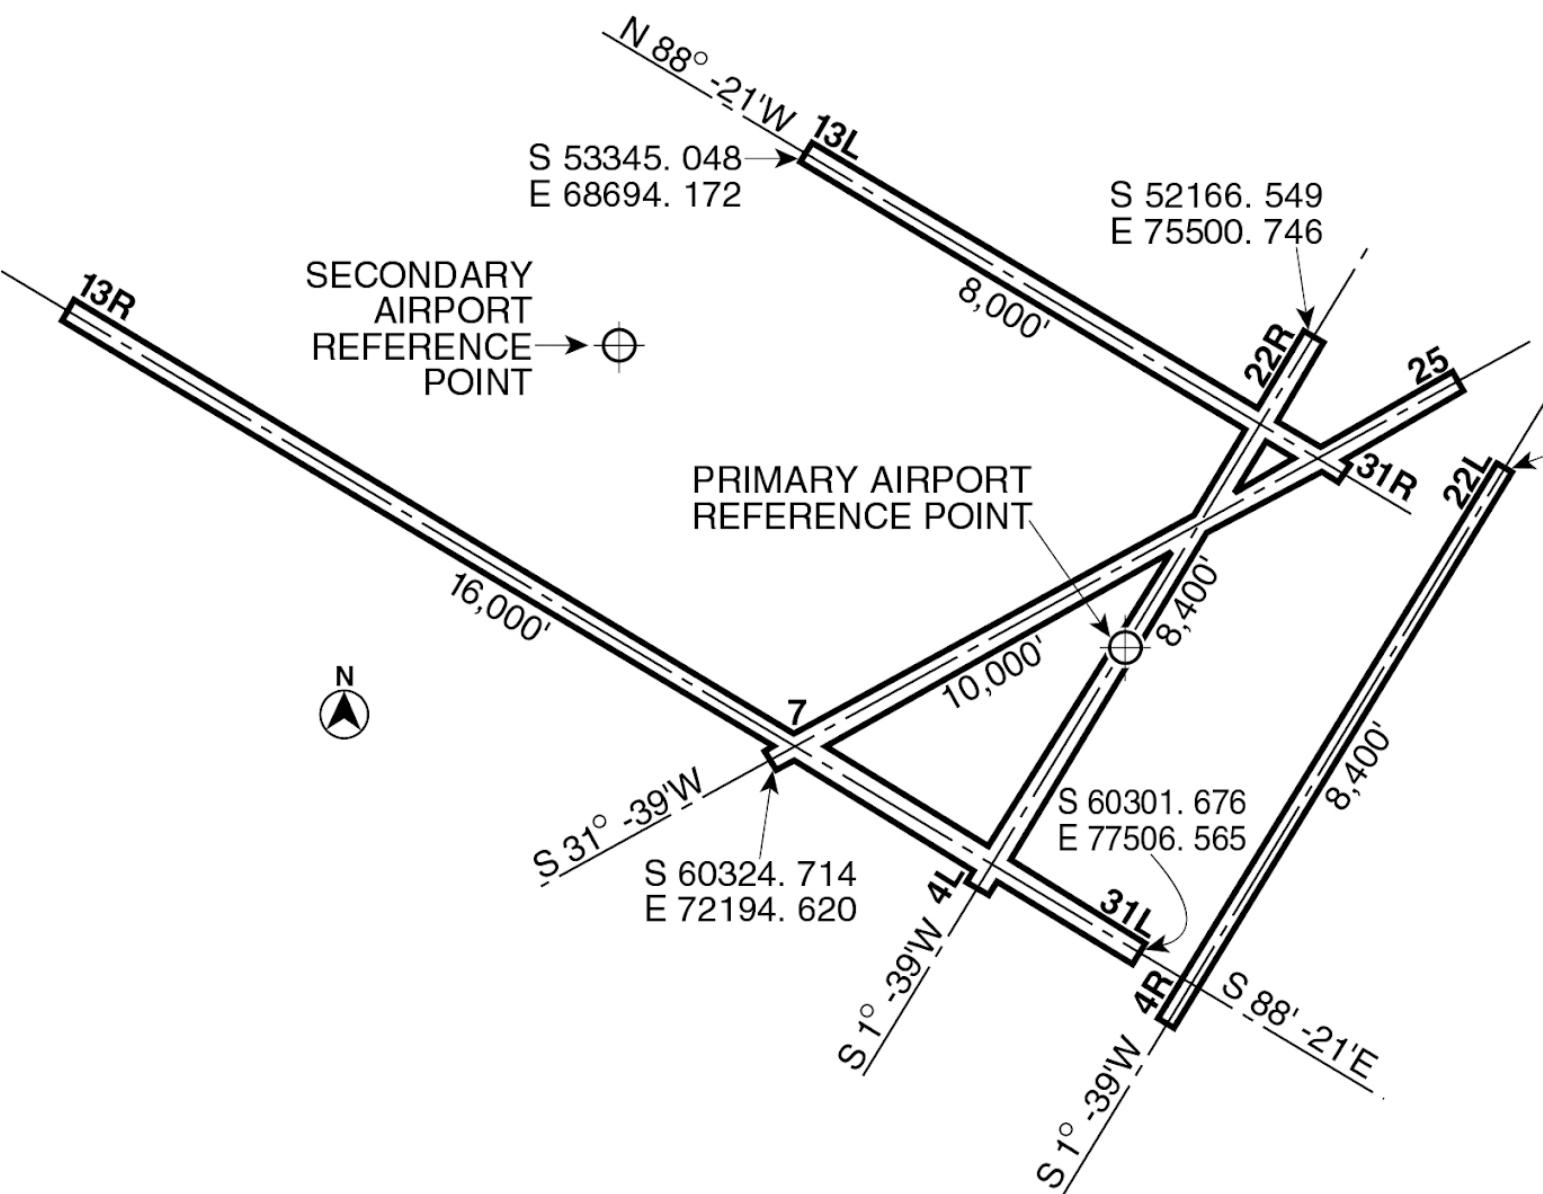 N 88° -21'W
13L
S 53345. 048
E 68694. 172
S 52166. 549
E 75500. 746
SECONDARY
AIRPORT
REFERENCE
POINT
13R
8,000'
22R
25
PRIMARY AIRPORT
REFERENCE POINT
31R
22L
16,000'
8,400'
10,000'
N
7
8,400'
S 31° -39'W
S 60301. 676
E 77506. 565
S 60324. 714
E 72194. 620
4L
31L
S 1° -39'W
4R
S 88' -21'E
S 1° -39'W